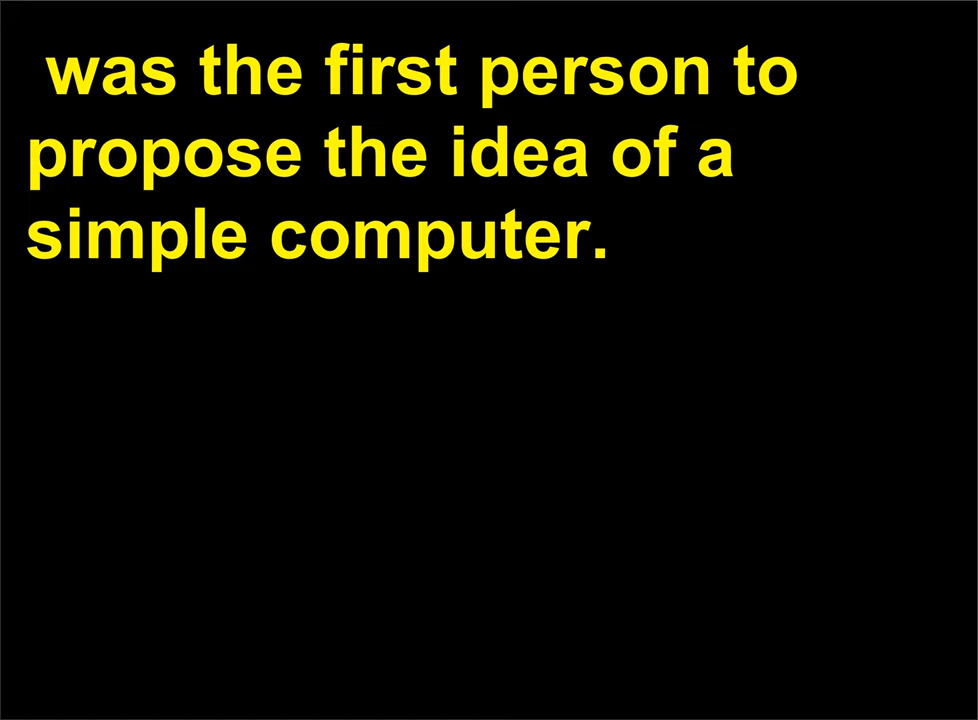 was the first person to
propose the idea of a
simple computer.